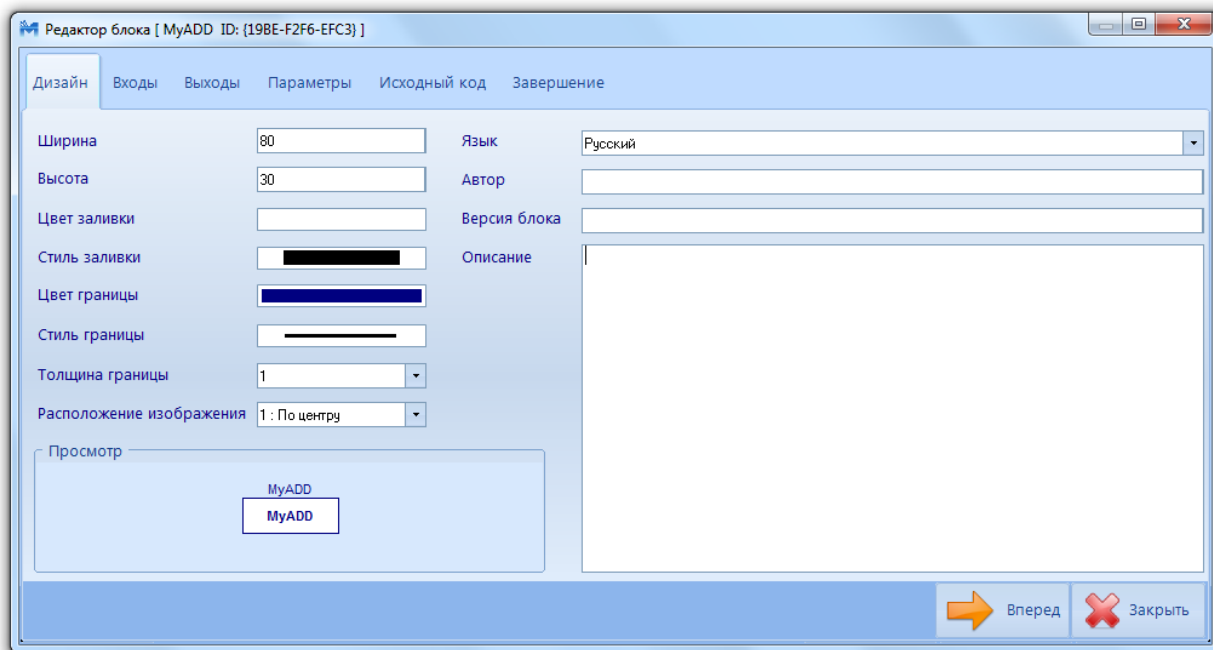 Редактор блока [ MyADD ID: {19BE-F2F6-EFC3} ]
Дизайн Входы Выходы Параметры Исходный код Завершение
Ширина 80 Язык Русский
Высота 30 Автор
Цвет заливки Версия блока
Стиль заливки Описание
Цвет границы
Стиль границы
Толщина границы 1
Расположение изображения 1 : По центру
Просмотр
MyADD
MyADD
Вперед Закрыть